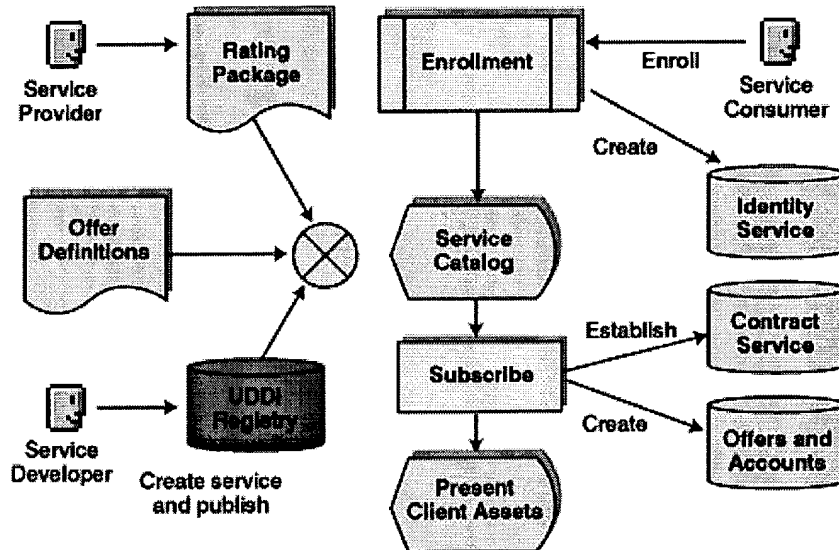 Service
Provider
Rating
Package
Enrollment
Enroll
Service
Consumer
Create
Identity
Service
Offer
Definitions
Service
Catalog
Establish
Contract
Service
Subscribe
Create
Offers and
Accounts
UDDI
Registry
Service
Developer
Create service
and publish
Present
Client Assets